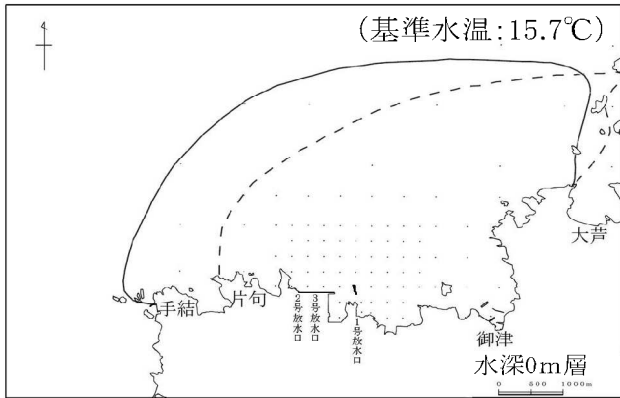 (基準水温:15.7℃)
大芦
手結
片句
2号放水口
3号放水口
1号放水口
御津
水深0m層
0 500 1000m